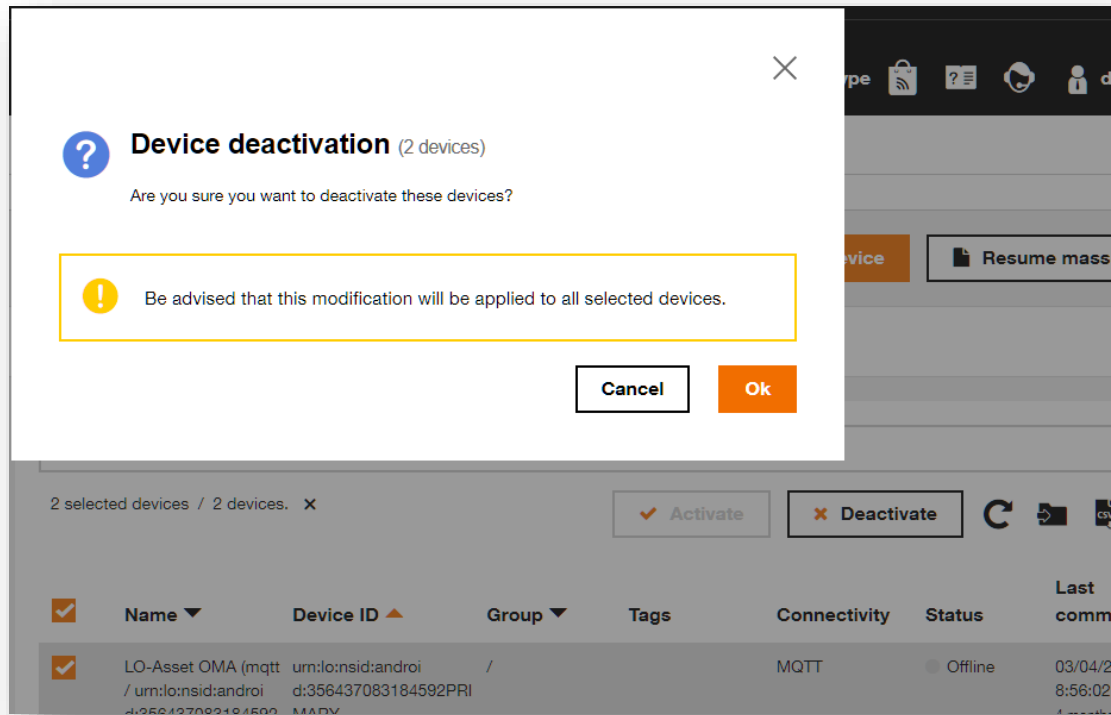 Device deactivation (2 devices)
Are you sure you want to deactivate these devices?
Be advised that this modification will be applied to all selected devices.
Cancel Ok
Resume mass
2 selected devices / 2 devices.
Activate Deactivate
Name Device ID Group Tags Connectivity Status Last
LO-Asset OMA (mqtt urn:lo:nsid:androi / MQTT Offline 03/04/2
/ urn:lo:nsid:androi d:356437083184592PRI 8:56:02